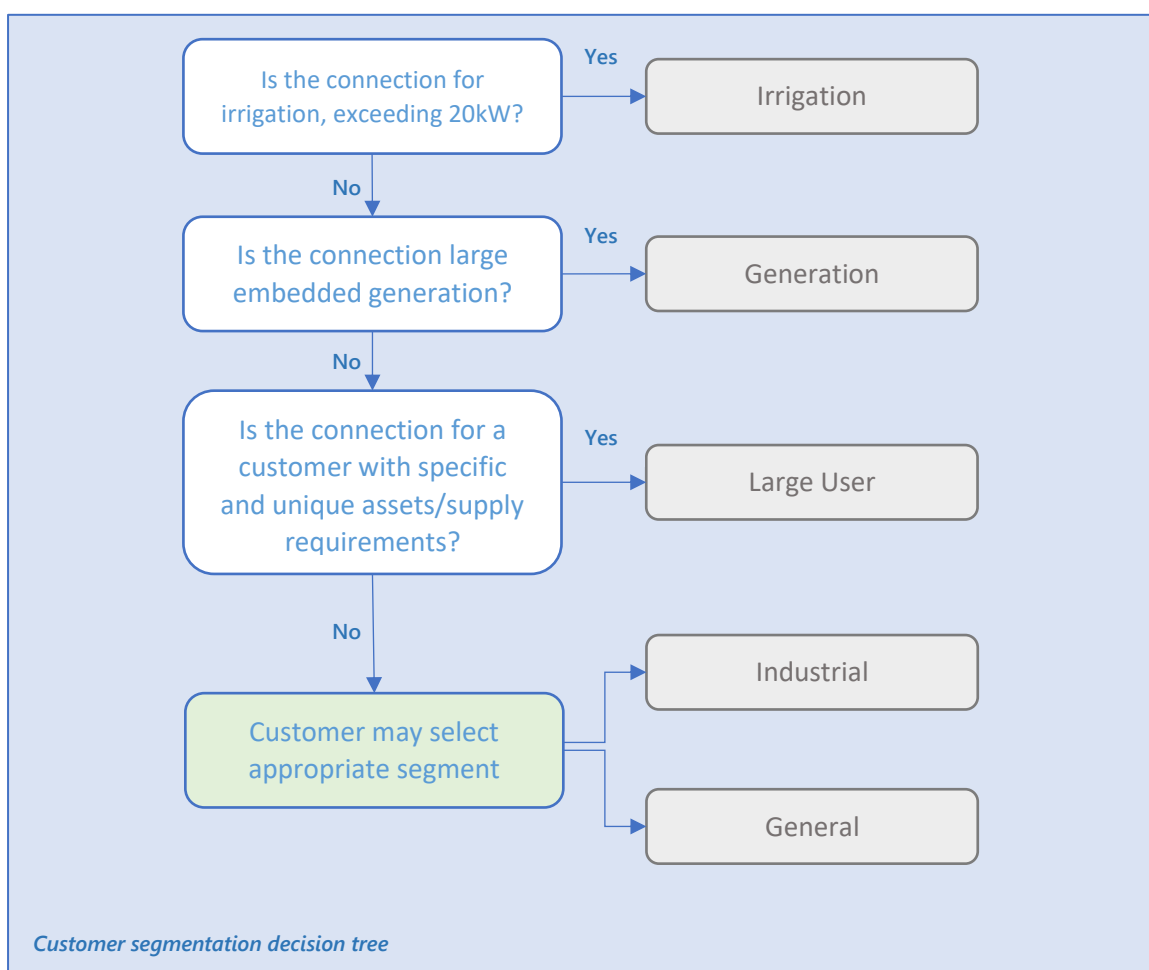 Is the connection for
irrigation, exceeding 20kW?
Yes
Irrigation
No
Is the connection large
embedded generation?
Yes
Generation
No
Is the connection for a
customer with specific
and unique assets/supply
requirements?
Yes
Large User
No
Customer may select
appropriate segment
Industrial
General
Customer segmentation decision tree